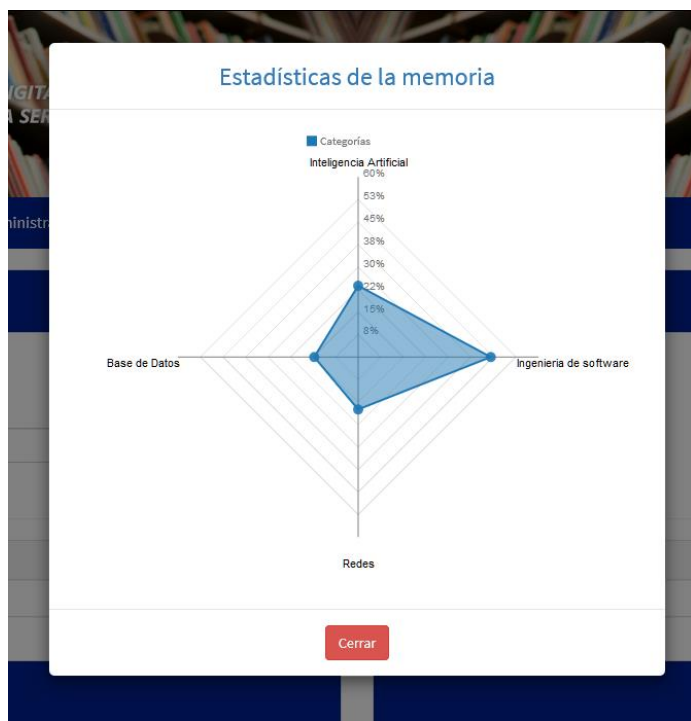 Estadísticas de la memoria
Categorías
Inteligencia Artificial
60%
53%
45%
38%
30%
22%
15%
8%
Base de Datos
Ingenieria de software
Redes
Cerrar